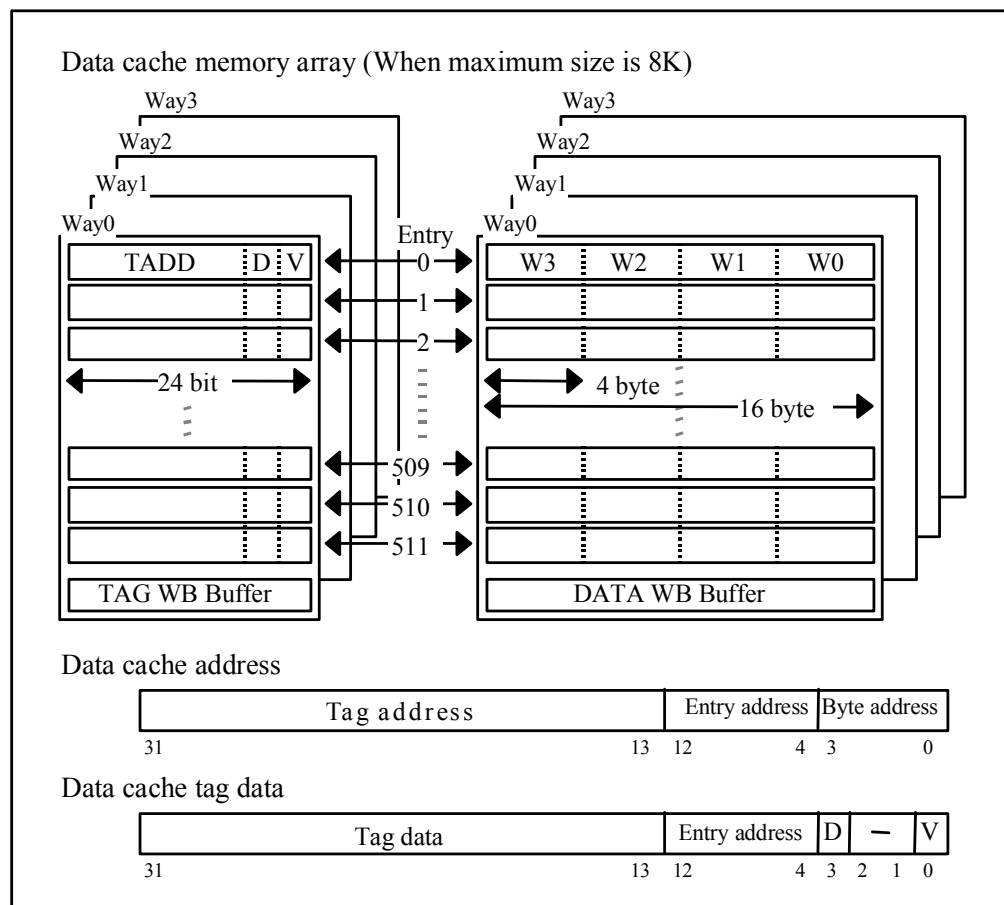 Data cache memory array (When maximum size is 8K)
Way3
Way3
Way2
Way2
Way1
Way1
Way0
Way0
Entry
TADD D V 0 W3 W2 W1 W0
1
2
24 bit
4 byte
16 byte
509
510
511
TAG WB Buffer DATA WB Buffer
Data cache address
Tag address Entry address Byte address
31 13 12 4 3 0
Data cache tag data
Tag data Entry address D – V
31 13 12 4 3 2 1 0